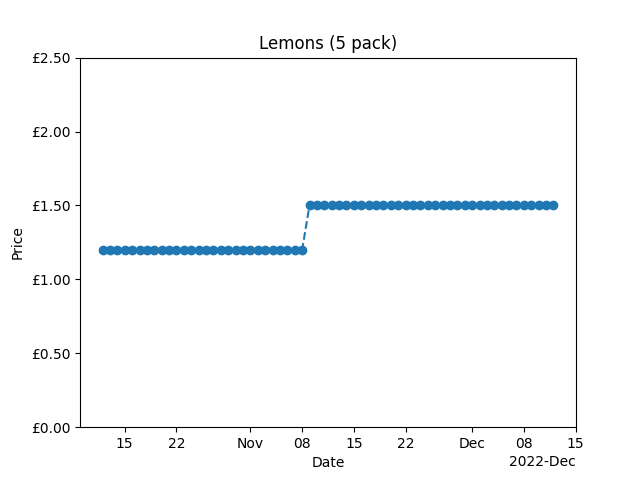 Lemons (5 pack)
£2.50
£2.00
£1.50
£1.00
£0.50
£0.00
Price
15 22 Nov 08 15 22 Dec 08 15
Date
2022-Dec